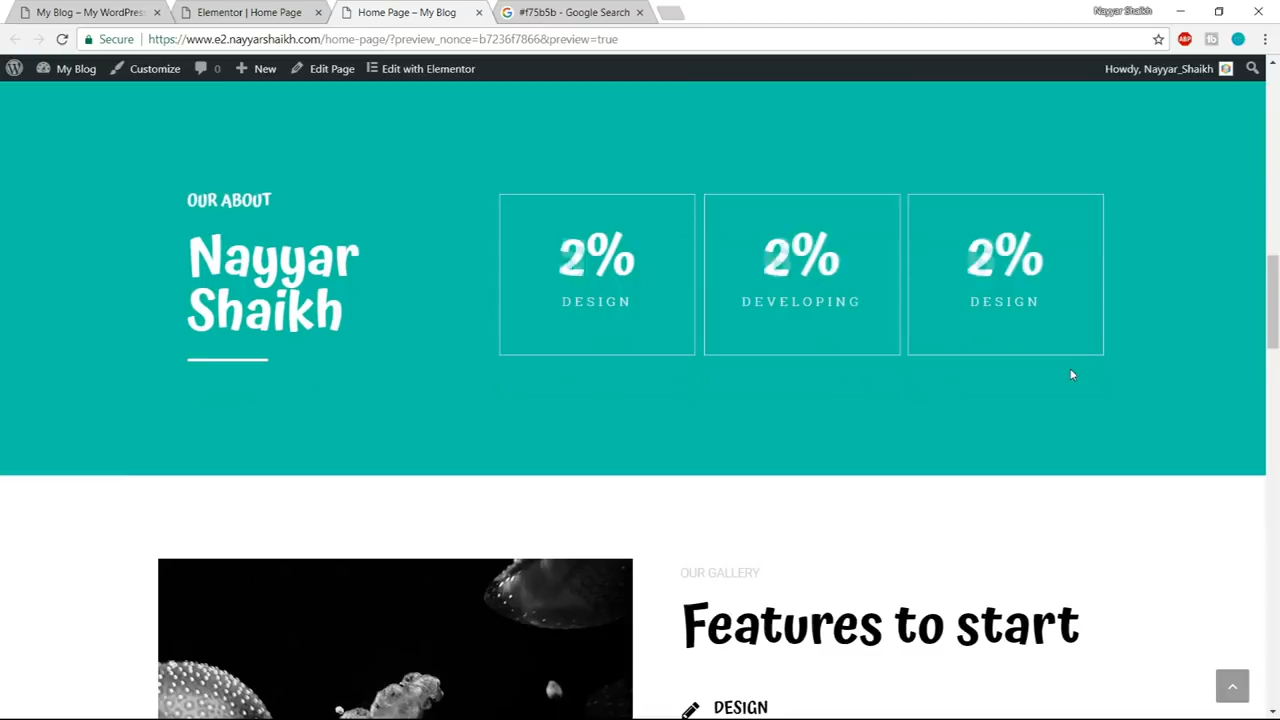 My Blog – My WordPres
Elementor | Home Page
Home Page – My Blog
#f75b5b - Google Search
Nayyar Shaikh
Secure
https://www.e2.nayyarshaikh.com/home-page/?preview_nonce=b7236f7866&preview=true
ABP
My Blog
Customize
0
New
Edit Page
Edit with Elementor
Howdy, Nayyar_Shaikh
OUR ABOUT
Nayyar
Shaikh
2%
DESIGN
2%
DEVELOPING
2%
DESIGN
OUR GALLERY
Features to start
DESIGN